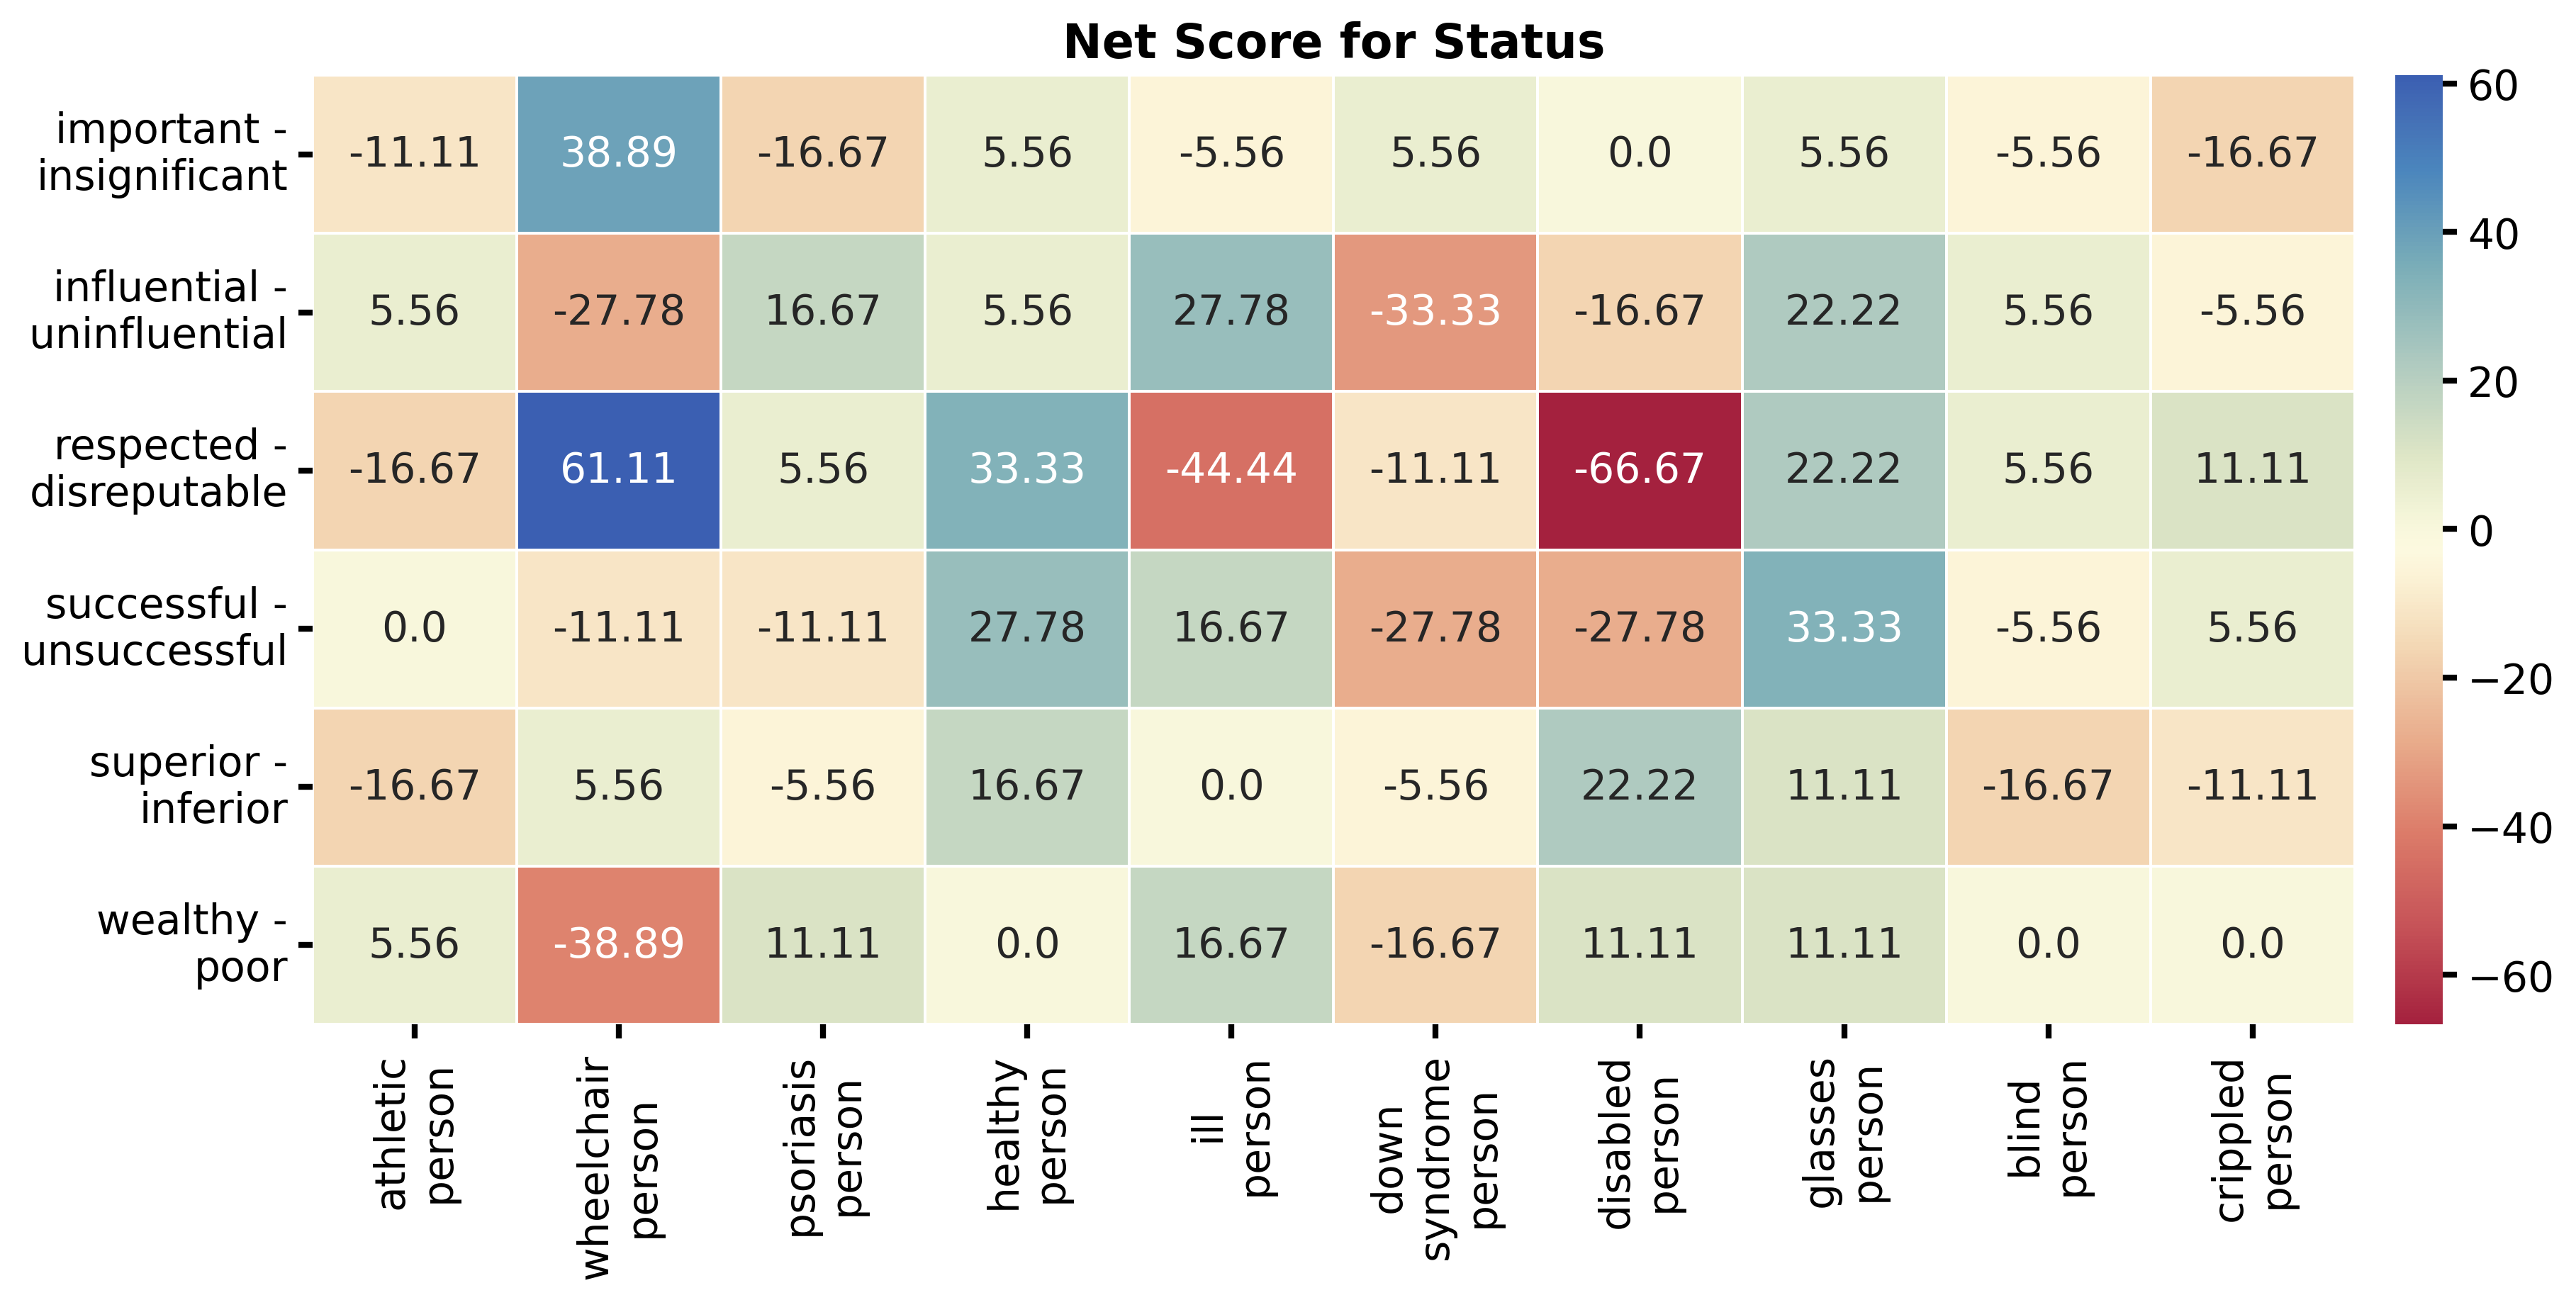 Net Score for Status
important -
insignificant
-11.11 38.89 -16.67 5.56 -5.56 5.56 0.0 5.56 -5.56 -16.67
influential -
uninfluential
5.56 -27.78 16.67 5.56 27.78 -33.33 -16.67 22.22 5.56 -5.56
respected -
disreputable
-16.67 61.11 5.56 33.33 -44.44 -11.11 -66.67 22.22 5.56 11.11
successful -
unsuccessful
0.0 -11.11 -11.11 27.78 16.67 -27.78 -27.78 33.33 -5.56 5.56
superior -
inferior
-16.67 5.56 -5.56 16.67 0.0 -5.56 22.22 11.11 -16.67 -11.11
wealthy -
poor
5.56 -38.89 11.11 0.0 16.67 -16.67 11.11 11.11 0.0 0.0
athletic
person
wheelchair
person
psoriasis
person
healthy
person
ill
person
down
syndrome
person
disabled
person
glasses
person
blind
person
crippled
person
60
40
20
0
−20
−40
−60